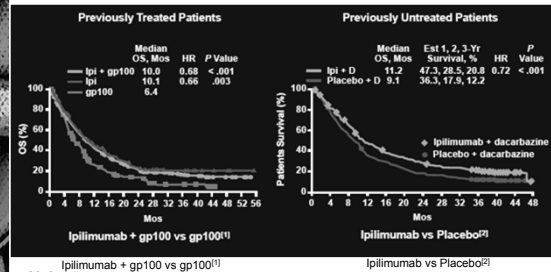 Previously Treated Patients
Median OS, Mos HR P Value
Ipi + gp100 10.0 0.68 < .001
Ipi 10.1 0.66 .003
gp100 6.4
OS (%)
100
80
60
40
20
0
0 4 8 12 16 20 24 28 32 36 40 44 48 52 56
Mos
Ipilimumab + gp100 vs gp100[1]
Ipilimumab + gp100 vs gp100[1]
Previously Untreated Patients
Median OS, Mos Est 1, 2, 3-Yr Survival, % HR P Value
Ipi + D 11.2 47.3, 28.5, 20.8 0.72 < .001
Placebo + D 9.1 36.3, 17.9, 12.2
Patients Survival (%)
100
80
60
40
20
0
Ipilimumab + dacarbazine
Placebo + dacarbazine
0 4 8 12 16 20 24 28 32 36 40 44 48
Mos
Ipilimumab vs Placebo[2]
Ipilimumab vs Placebo[2]